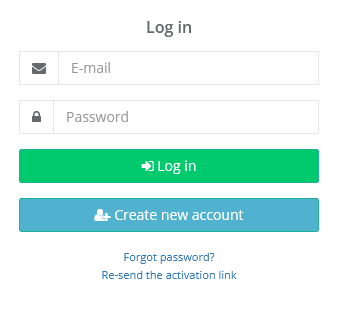 Log in
E-mail
Password
Log in
Create new account
Forgot password?
Re-send the activation link